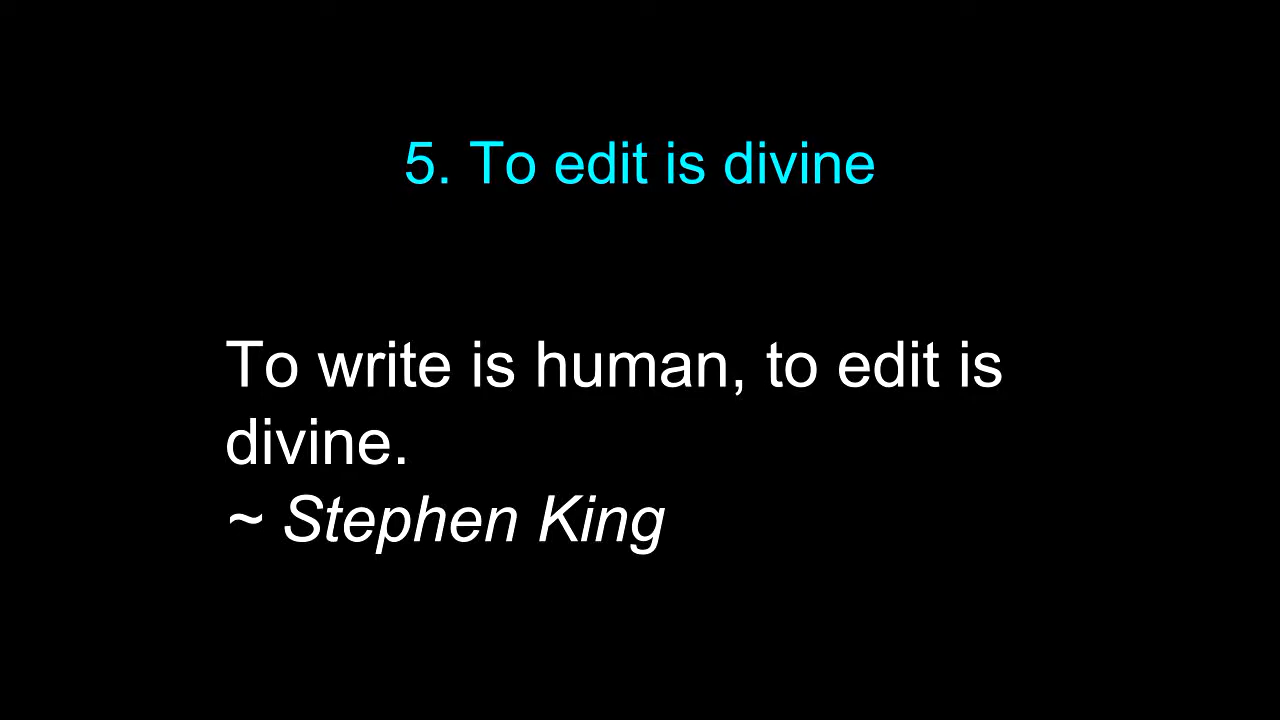 5. To edit is divine
To write is human, to edit is
divine.
~ Stephen King